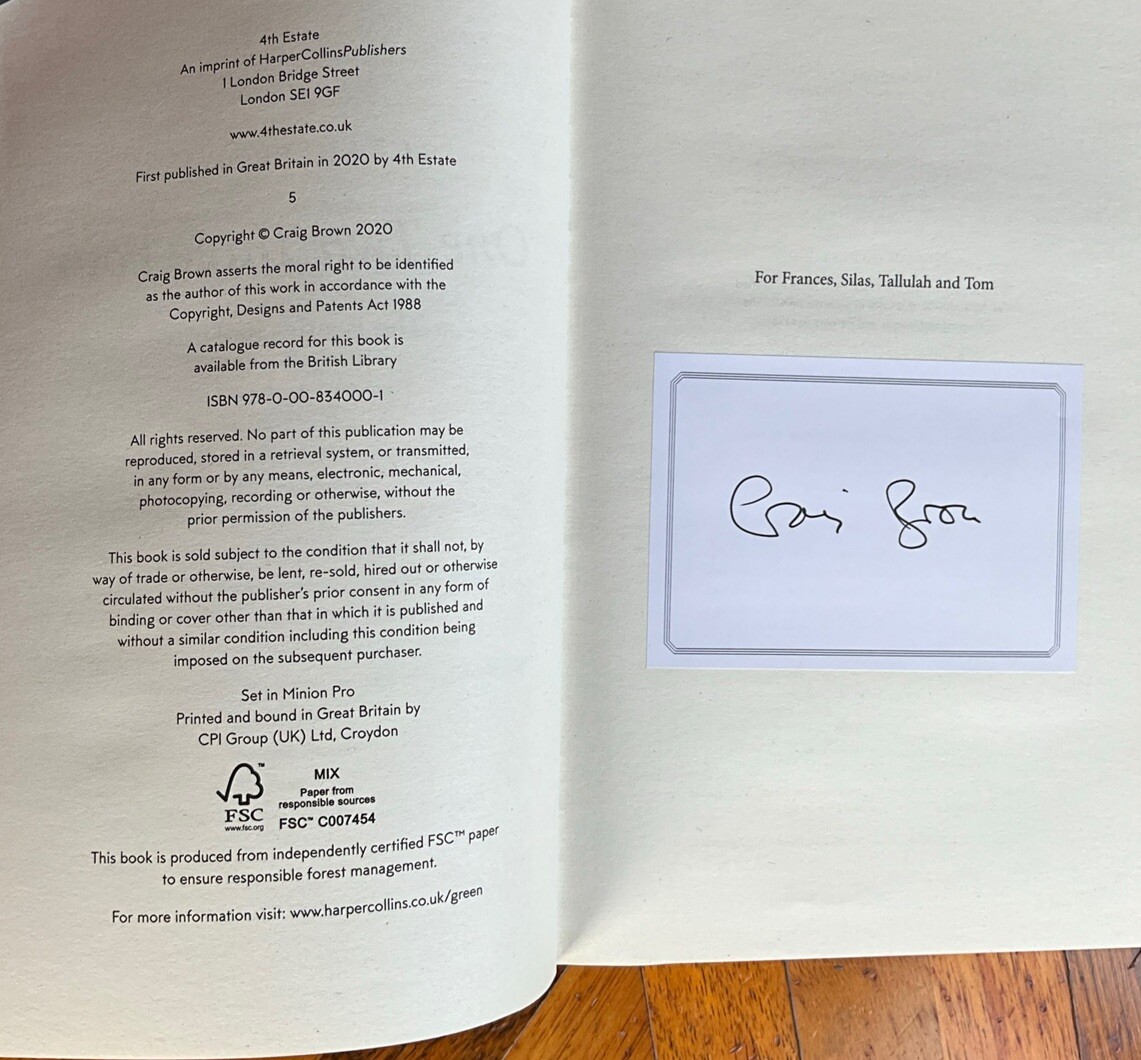 4th Estate
An imprint of HarperCollinsPublishers
1 London Bridge Street
London SE1 9GF
www.4thestate.co.uk
First published in Great Britain in 2020 by 4th Estate
5
Copyright © Craig Brown 2020
Craig Brown asserts the moral right to be identified
as the author of this work in accordance with the
Copyright, Designs and Patents Act 1988
A catalogue record for this book is
available from the British Library
ISBN 978-0-00-834000-1
All rights reserved. No part of this publication may be
reproduced, stored in a retrieval system, or transmitted,
in any form or by any means, electronic, mechanical,
photocopying, recording or otherwise, without the
prior permission of the publishers.
This book is sold subject to the condition that it shall not, by
way of trade or otherwise, be lent, re-sold, hired out or otherwise
circulated without the publisher's prior consent in any form of
binding or cover other than that in which it is published and
without a similar condition including this condition being
imposed on the subsequent purchaser.
Set in Minion Pro
Printed and bound in Great Britain by
CPI Group (UK) Ltd, Croydon
FSC™
www.fsc.org
MIX
Paper from
responsible sources
FSC™ C007454
This book is produced from independently certified FSC™ paper
to ensure responsible forest management.
For more information visit: www.harpercollins.co.uk/green
For Frances, Silas, Tallulah and Tom
Craig Brown